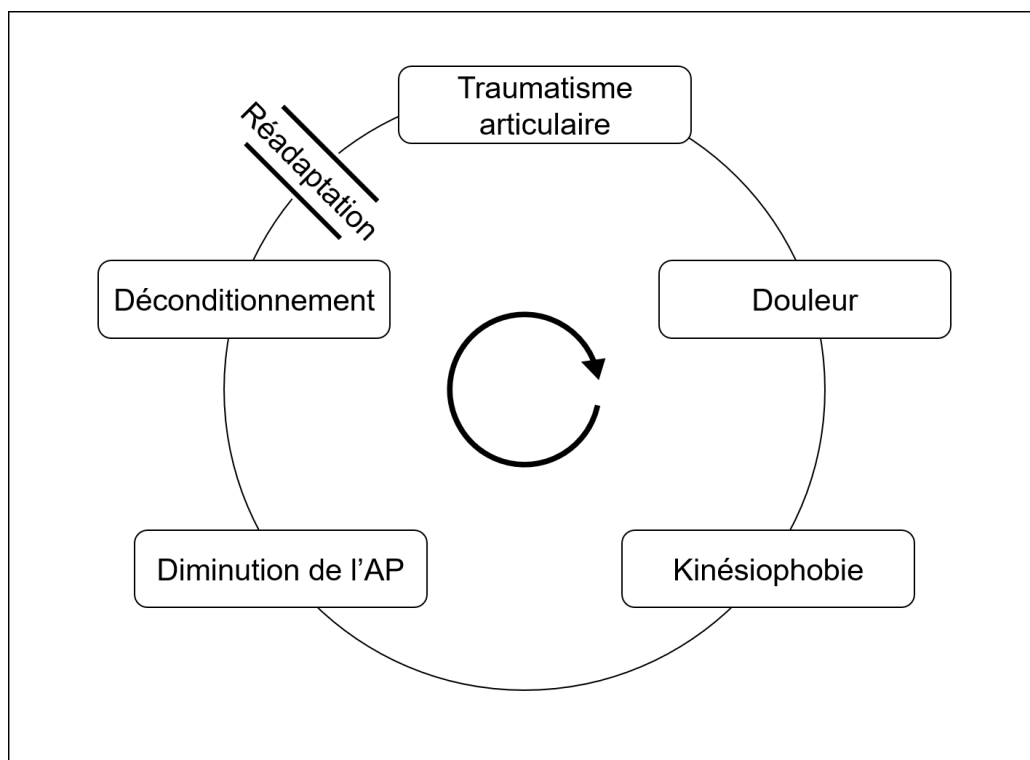 Traumatisme
articulaire
Réadaptation
Déconditionnement
Douleur
Diminution de l’AP
Kinésiophobie